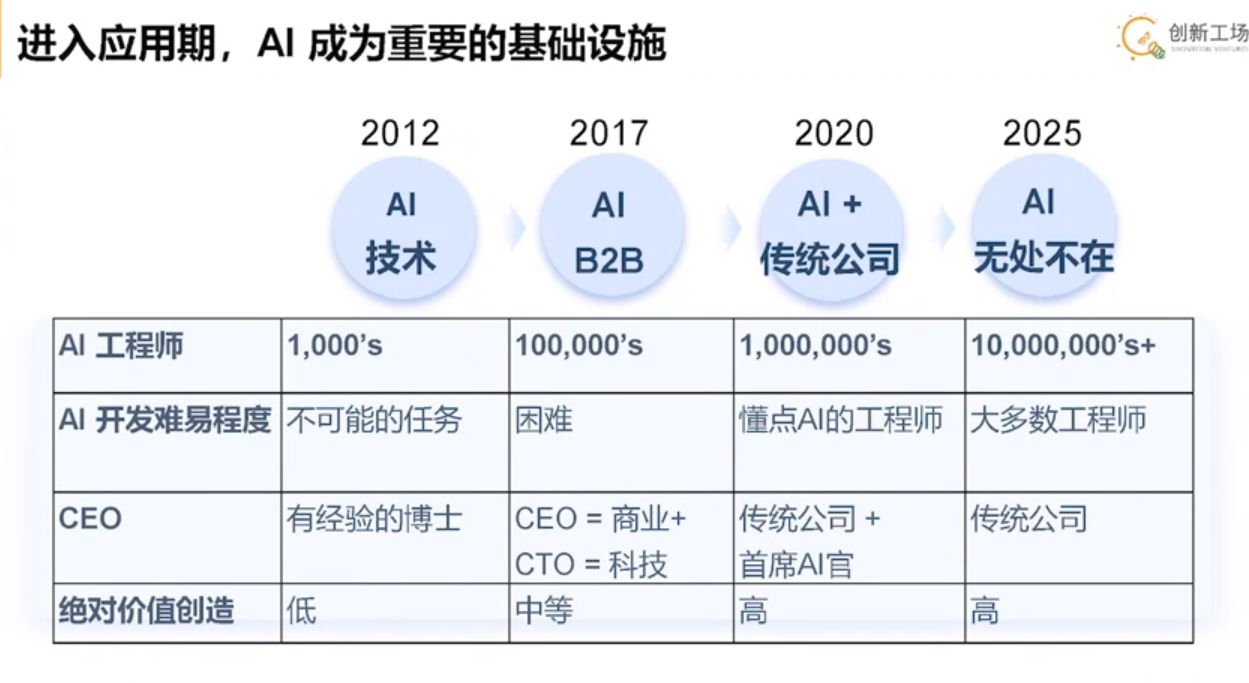 进入应用期，AI 成为重要的基础设施
创新工场
SINOVATION VENTURES
2012 2017 2020 2025
AI AI AI + AI
技术 B2B 传统公司 无处不在
AI 工程师 1,000’s 100,000’s 1,000,000’s 10,000,000’s+
AI 开发难易程度 不可能的任务 困难 懂点AI的工程师 大多数工程师
CEO 有经验的博士 CEO = 商业+ 传统公司 + 传统公司
CTO = 科技 首席AI官
绝对价值创造 低 中等 高 高